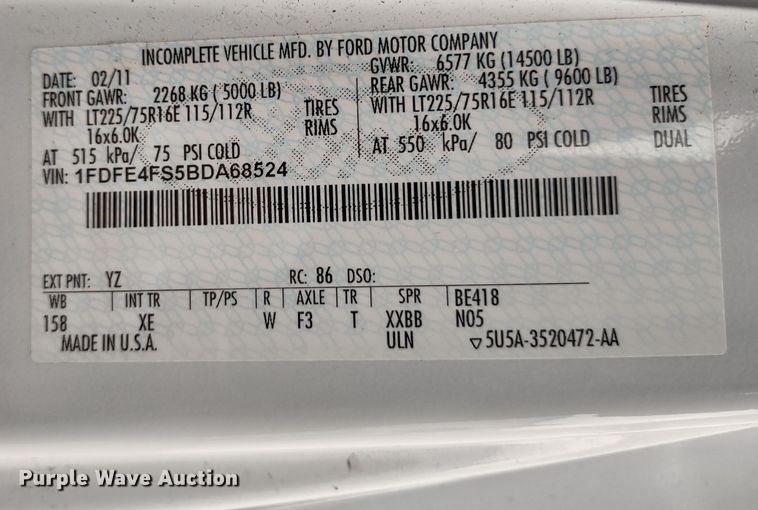 INCOMPLETE VEHICLE MFD. BY FORD MOTOR COMPANY
DATE: 02/11 GVWR: 6577 KG (14500 LB)
FRONT GAWR: 2268 KG ( 5000 LB) REAR GAWR: 4355 KG ( 9600 LB)
WITH LT225/75R16E 115/112R TIRES WITH LT225/75R16E 115/112R TIRES
16x6.0K RIMS 16x6.0K RIMS
AT 515 kPa/ 75 PSI COLD AT 550 kPa/ 80 PSI COLD DUAL
VIN: 1FDFE4FS5BDA68524
EXT PNT: YZ RC: 86 DSO:
WB INT TR TP/PS R AXLE TR SPR BE418
158 XE W F3 T XXBB N05
MADE IN U.S.A. ULN ▽5U5A-3520472-AA
Purple Wave Auction